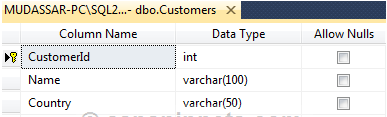 MUDASSAR-PC\SQL2...- dbo.Customers
Column Name Data Type Allow Nulls
CustomerId int
Name varchar(100)
Country varchar(50)